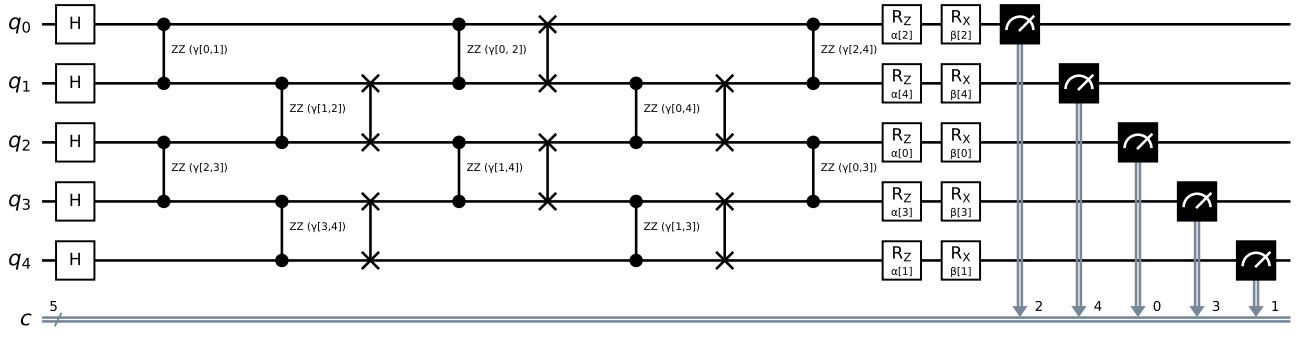 q0 H ZZ (γ[0,1]) ZZ (γ[0, 2]) ZZ (γ[2,4]) RZ α[2] RX β[2]
q1 H ZZ (γ[1,2]) ZZ (γ[0,4]) RZ α[4] RX β[4]
q2 H ZZ (γ[2,3]) ZZ (γ[1,4]) ZZ (γ[0,3]) RZ α[0] RX β[0]
q3 H ZZ (γ[3,4]) ZZ (γ[1,3]) RZ α[3] RX β[3]
q4 H RZ α[1] RX β[1]
c 5 2 4 0 3 1